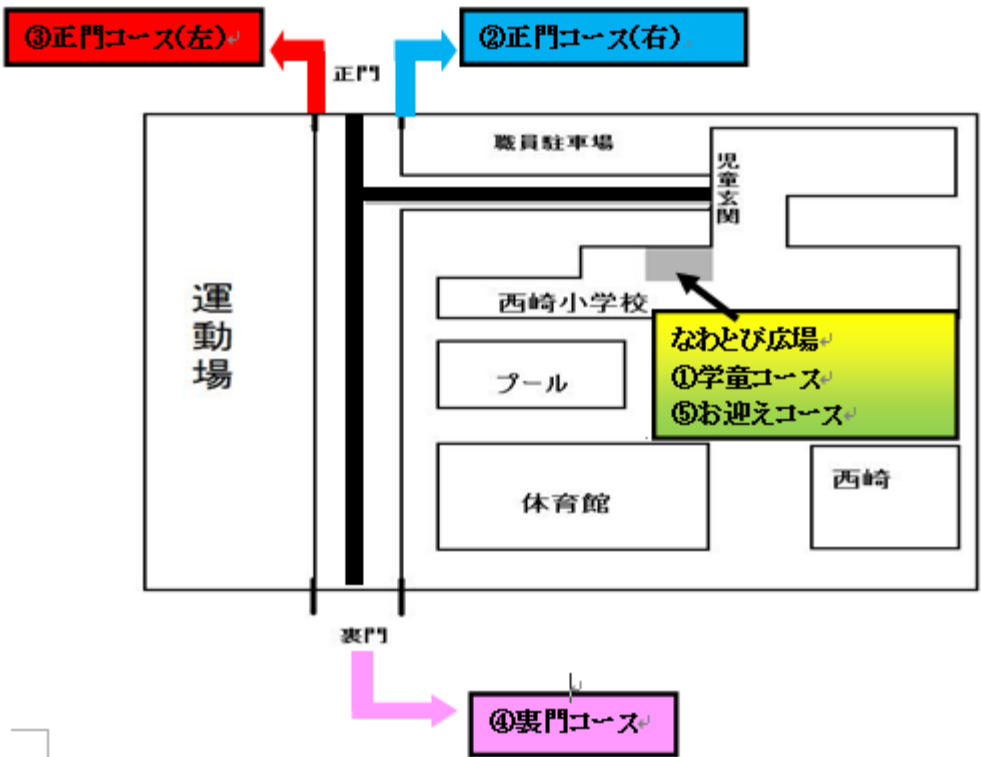 ③正門コース(左)
②正門コース(右)
正門
職員駐車場
児童玄関
運動場
西崎小学校
なわとび広場
①学童コース
⑤お迎えコース
プール
体育館
西崎
裏門
④裏門コース